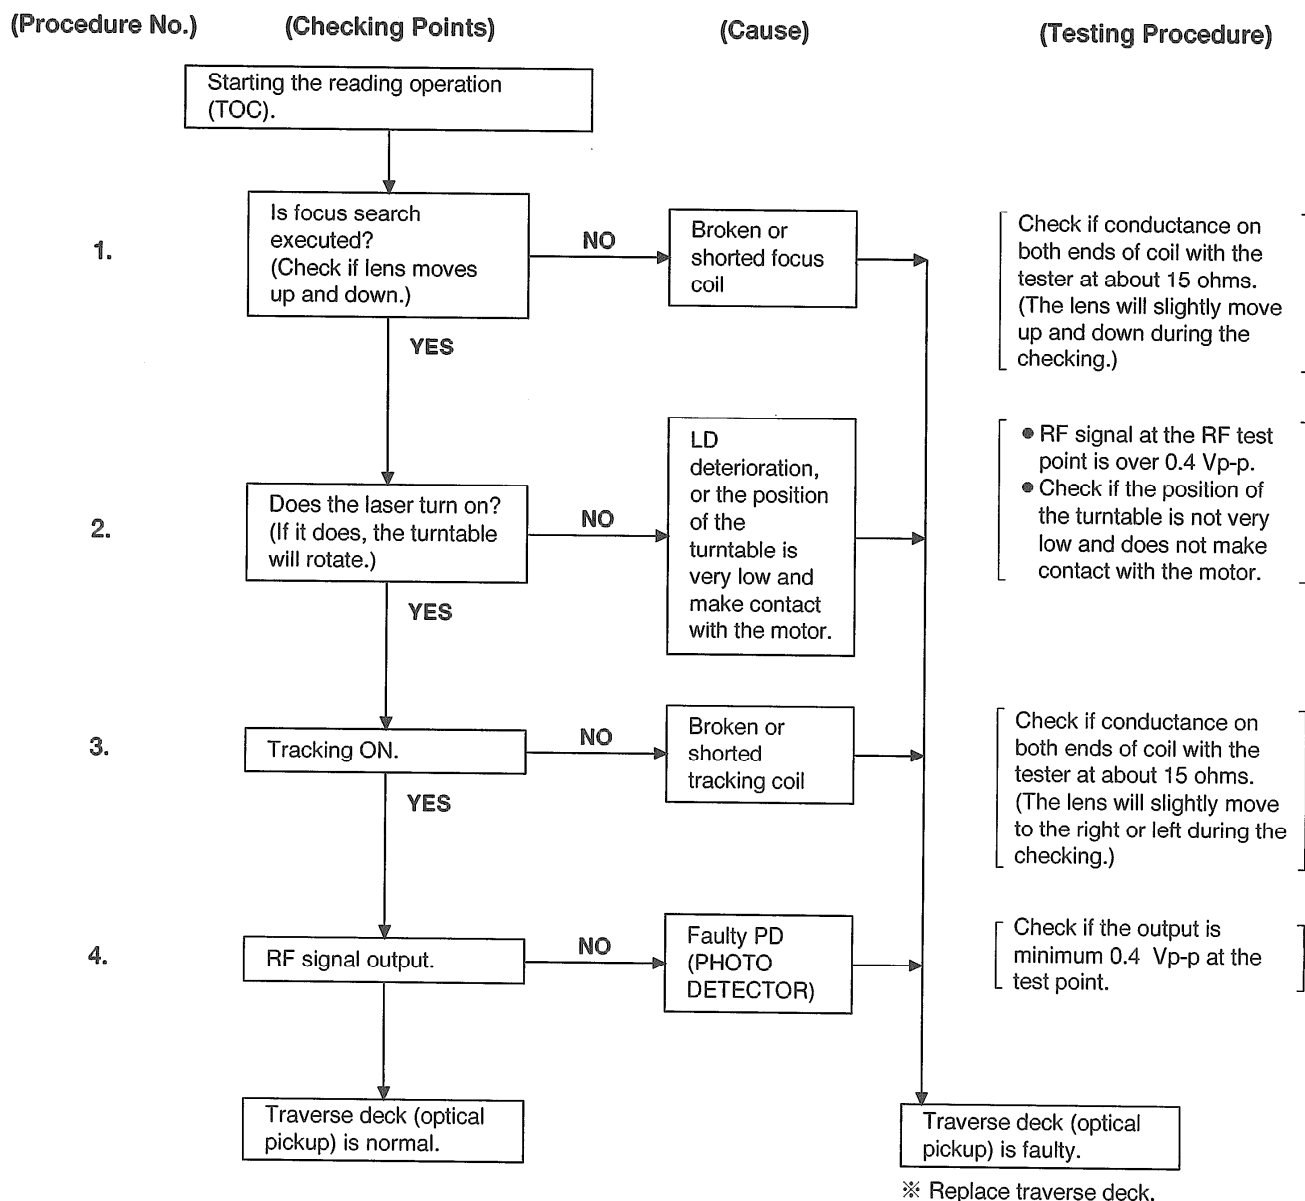 (Procedure No.)
(Checking Points)
(Cause)
(Testing Procedure)
Starting the reading operation
(TOC).
1.
Is focus search
executed?
(Check if lens moves
up and down.)
NO
Broken or
shorted focus
coil
Check if conductance on
both ends of coil with the
tester at about 15 ohms.
(The lens will slightly move
up and down during the
checking.)
YES
2.
Does the laser turn on?
(If it does, the turntable
will rotate.)
NO
LD
deterioration,
or the position
of the
turntable is
very low and
make contact
with the motor.
● RF signal at the RF test
point is over 0.4 Vp-p.
● Check if the position of
the turntable is not very
low and does not make
contact with the motor.
YES
3.
Tracking ON.
NO
Broken or
shorted
tracking coil
Check if conductance on
both ends of coil with the
tester at about 15 ohms.
(The lens will slightly move
to the right or left during the
checking.)
YES
4.
RF signal output.
NO
Faulty PD
(PHOTO
DETECTOR)
Check if the output is
minimum 0.4 Vp-p at the
test point.
Traverse deck (optical
pickup) is normal.
Traverse deck (optical
pickup) is faulty.
※ Replace traverse deck.